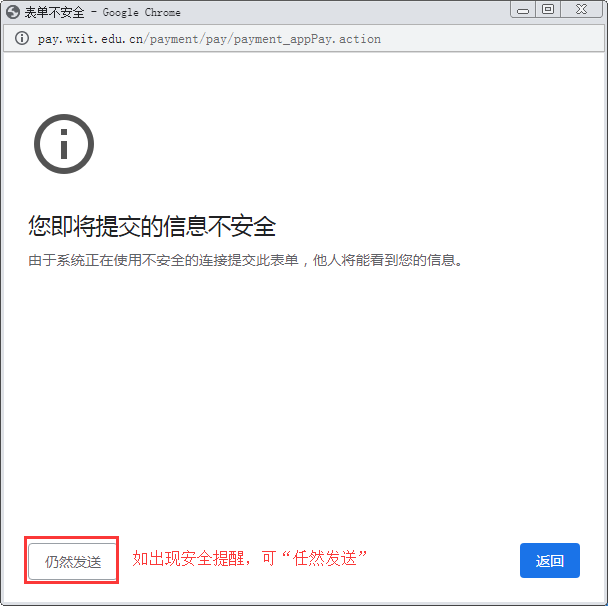 表单不安全 - Google Chrome
pay.wxit.edu.cn/payment/pay/payment_appPay.action
您即将提交的信息不安全
由于系统正在使用不安全的连接提交此表单，他人将能看到您的信息。
仍然发送 如出现安全提醒，可“任然发送” 返回